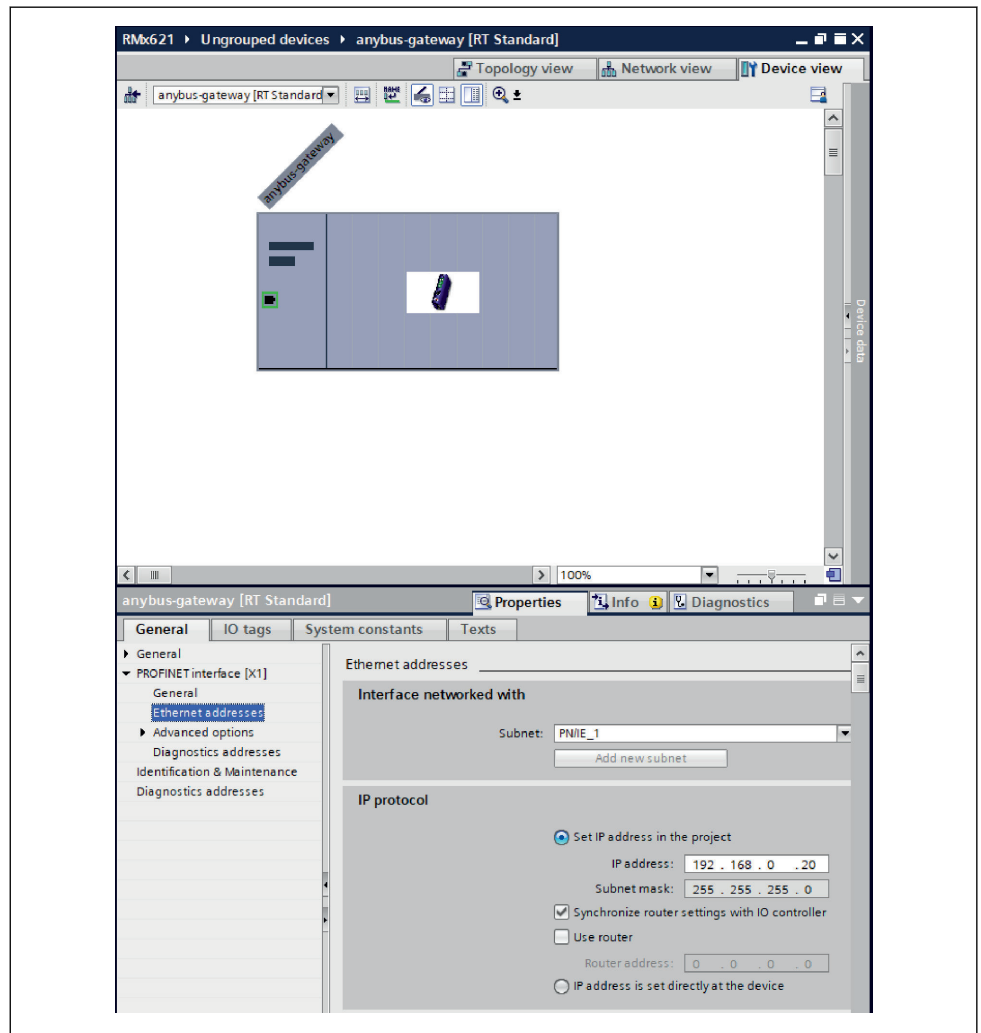 RMx621 ▸ Ungrouped devices ▸ anybus-gateway [RT Standard]
Topology view Network view Device view
anybus-gateway [RT Standard
anybus-gateway
Device data
100%
anybus-gateway [RT Standard]
Properties Info Diagnostics
General IO tags System constants Texts
General
PROFINET interface [X1]
General
Ethernet addresses
Advanced options
Diagnostics addresses
Identification & Maintenance
Diagnostics addresses
Ethernet addresses
Interface networked with
Subnet: PN/IE_1
Add new subnet
IP protocol
Set IP address in the project
IP address: 192 . 168 . 0 . 20
Subnet mask: 255 . 255 . 255 . 0
Synchronize router settings with IO controller
Use router
Router address: 0 . 0 . 0 . 0
IP address is set directly at the device